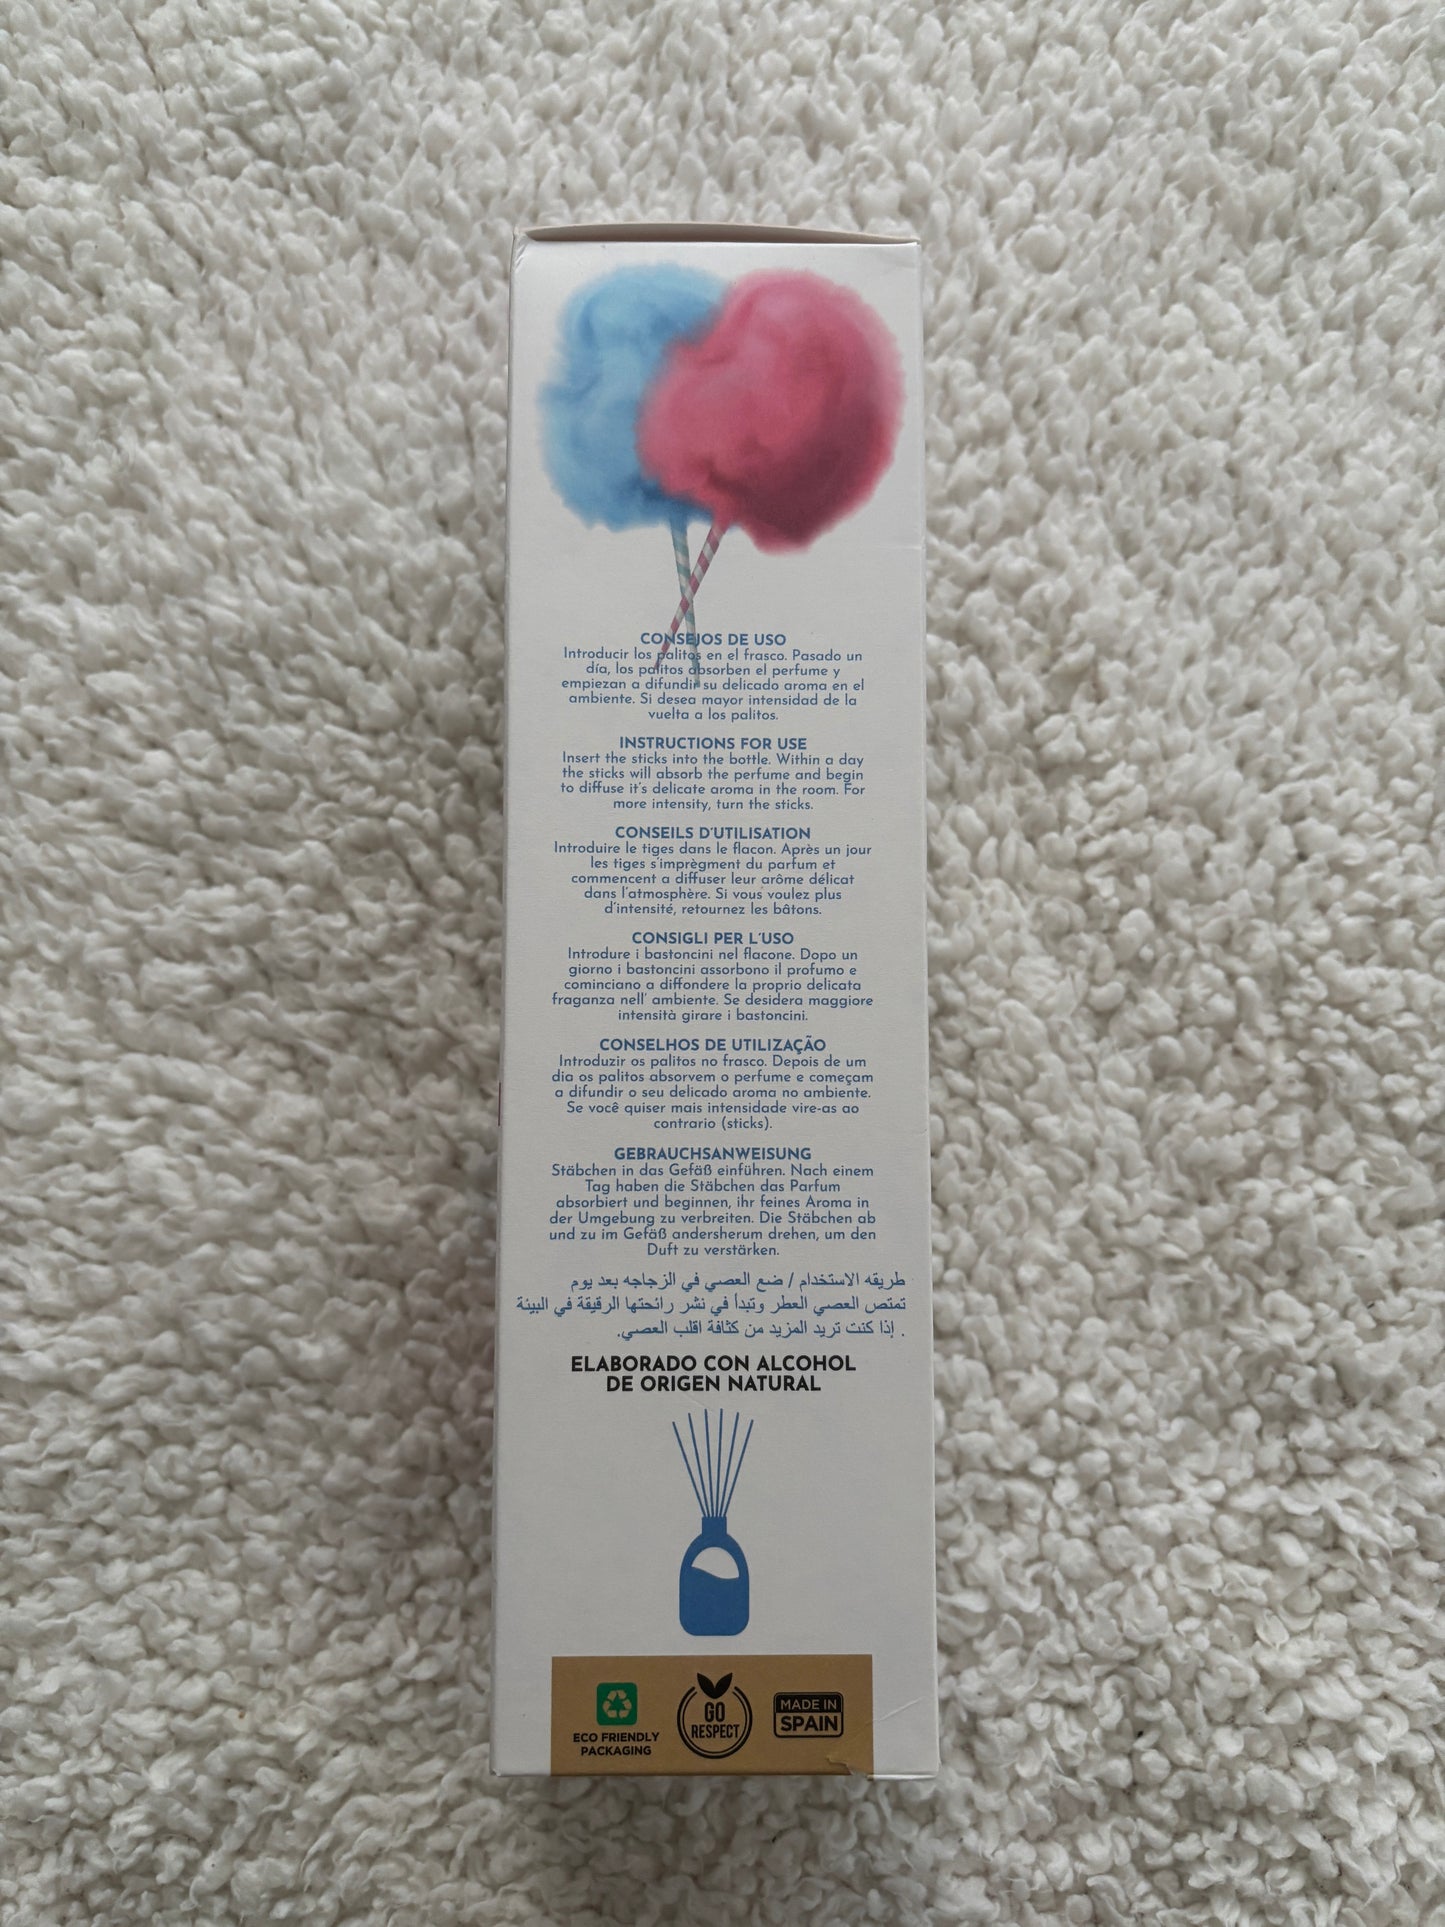 CONSEJOS DE USO
Introducir los palitos en el frasco. Pasado un
día, los palitos absorben el perfume y
empiezan a difundir su delicado aroma en el
ambiente. Si desea mayor intensidad de la
vuelta a los palitos.
INSTRUCTIONS FOR USE
Insert the sticks into the bottle. Within a day
the sticks will absorb the perfume and begin
to diffuse it's delicate aroma in the room. For
more intensity, turn the sticks.
CONSEILS D'UTILISATION
Introduire le tiges dans le flacon. Après un jour
les tiges s'imprègment du parfum et
commencent a diffuser leur arôme délicat
dans l'atmosphère. Si vous voulez plus
d'intensité, retournez les bâtons.
CONSIGLI PER L'USO
Introdure i bastoncini nel flacone. Dopo un
giorno i bastoncini assorbono il profumo e
cominciano a diffondere la proprio delicata
fraganza nell' ambiente. Se desidera maggiore
intensità girare i bastoncini.
CONSELHOS DE UTILIZAÇÃO
Introduzir os palitos no frasco. Depois de um
dia os palitos absorvem o perfume e começam
a difundir o seu delicado aroma no ambiente.
Se você quiser mais intensidade vire-as ao
contrario (sticks).
GEBRAUCHSANWEISUNG
Stäbchen in das Gefäß einführen. Nach einem
Tag haben die Stäbchen das Parfum
absorbiert und beginnen, ihr feines Aroma in
der Umgebung zu verbreiten. Die Stäbchen ab
und zu im Gefäß andersherum drehen, um den
Duft zu verstärken.
طريقه الاستخدام / ضع العصي في الزجاجه بعد يوم
تمتص العصي العطر وتبدأ في نشر رائحتها الرقيقة في البيئة
. إذا كنت تريد المزيد من كثافة اقلب العصي.
ELABORADO CON ALCOHOL
DE ORIGEN NATURAL
ECO FRIENDLY
PACKAGING
GO
RESPECT
MADE IN
SPAIN